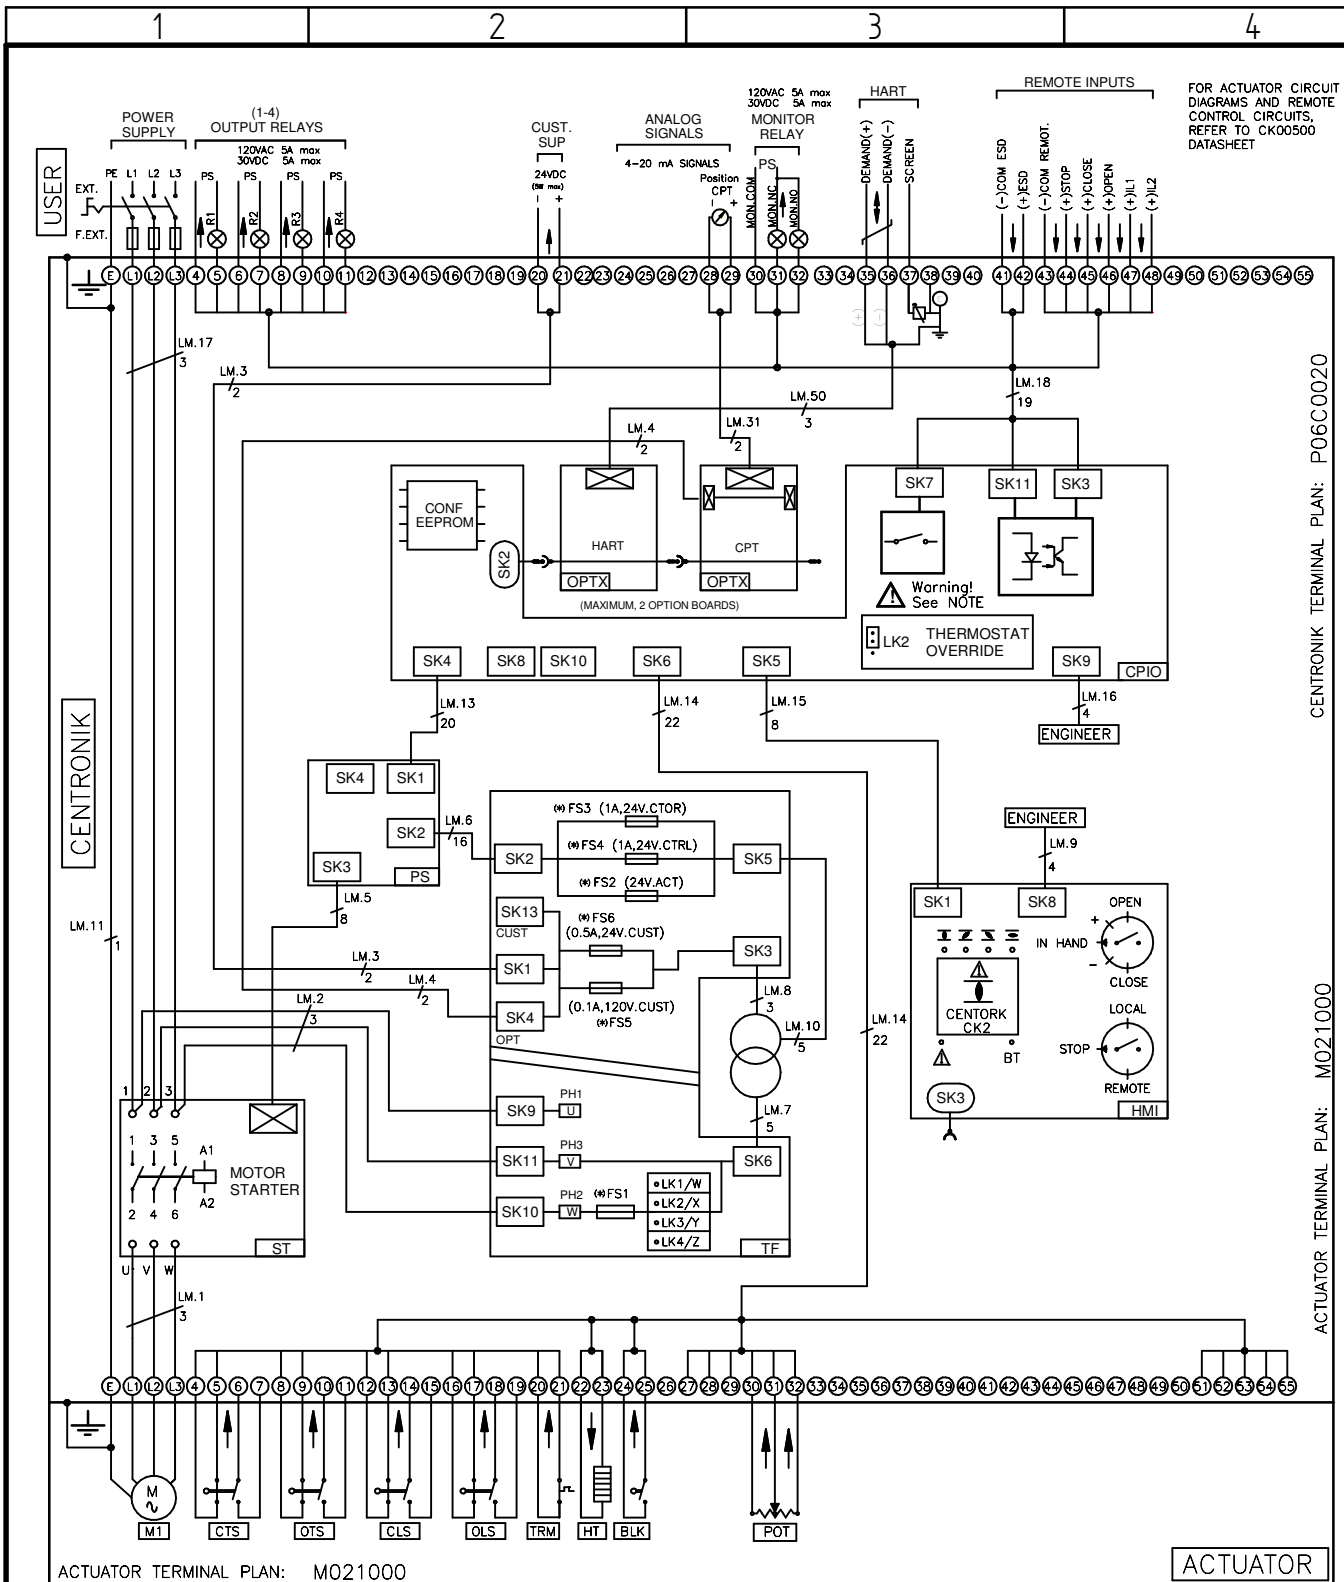 1 2 3 4
POWER
SUPPLY
(1-4)
OUTPUT RELAYS
120VAC 5A max
30VDC 5A max
CUST.
SUP
24VDC
(5W max)
- +
ANALOG
SIGNALS
4-20 mA SIGNALS
Position
CPT
- +
120VAC 5A max
30VDC 5A max
MONITOR
RELAY
PS
MON.COM
MON.NC
MON.NO
HART
DEMAND(+)
DEMAND(-)
SCREEN
REMOTE INPUTS
(-)COM ESD
(+)ESD
(-)COM REMOT.
(+)STOP
(+)CLOSE
(+)OPEN
(+)IL1
(+)IL2
FOR ACTUATOR CIRCUIT
DIAGRAMS AND REMOTE
CONTROL CIRCUITS,
REFER TO CK00500
DATASHEET
USER
PE L1 L2 L3
EXT.
F.EXT.
PS PS PS PS
R1 R2 R3 R4
E L1 L2 L3 4 5 6 7 8 9 10 11 12 13 14 15 16 17 18 19 20 21 22 23 24 25 26 27 28 29 30 31 32 33 34 35 36 37 38 39 40 41 42 43 44 45 46 47 48 49 50 51 52 53 54 55
LM.17
3
LM.3
2
LM.50
3
LM.18
19
LM.4
2
LM.31
2
CENTRONIK TERMINAL PLAN: P06C0020
CONF
EEPROM
SK2
HART
OPTX
CPT
OPTX
(MAXIMUM, 2 OPTION BOARDS)
SK7
SK11
SK3
Warning!
See NOTE
LK2
THERMOSTAT
OVERRIDE
SK4 SK8 SK10 SK6 SK5 SK9
CPIO
LM.13
20
LM.14
22
LM.15
8
LM.16
4
ENGINEER
CENTRONIK
SK4 SK1
SK2
SK3
PS
LM.6
16
LM.5
8
LM.11
1
(*)FS3 (1A,24V.CTOR)
(*)FS4 (1A,24V.CTRL)
(*)FS2 (24V.ACT)
SK2
SK5
SK13
CUST
(*)FS6
(0.5A,24V.CUST)
SK1
SK3
SK4
OPT
(0.1A,120V.CUST)
(*)FS5
LM.3
2
LM.4
2
LM.2
3
LM.8
3
LM.10
5
LM.7
5
LM.14
22
SK9
PH1
U
SK11
PH3
V
SK10
PH2
W
(*)FS1
LK1/W
LK2/X
LK3/Y
LK4/Z
SK6
TF
ENGINEER
LM.9
4
SK1
SK8
OPEN
+
IN HAND
-
CLOSE
CENTORK
CK2
BT
LOCAL
STOP
REMOTE
SK3
HMI
1 2 3
1 3 5
A1
A2
2 4 6
MOTOR
STARTER
ST
U V W
LM.1
3
ACTUATOR TERMINAL PLAN: M021000
E L1 L2 L3 4 5 6 7 8 9 10 11 12 13 14 15 16 17 18 19 20 21 22 23 24 25 26 27 28 29 30 31 32 33 34 35 36 37 38 39 40 41 42 43 44 45 46 47 48 49 50 51 52 53 54 55
M
M1
CTS
OTS
CLS
OLS
TRM
HT
BLK
POT
ACTUATOR TERMINAL PLAN: M021000
ACTUATOR